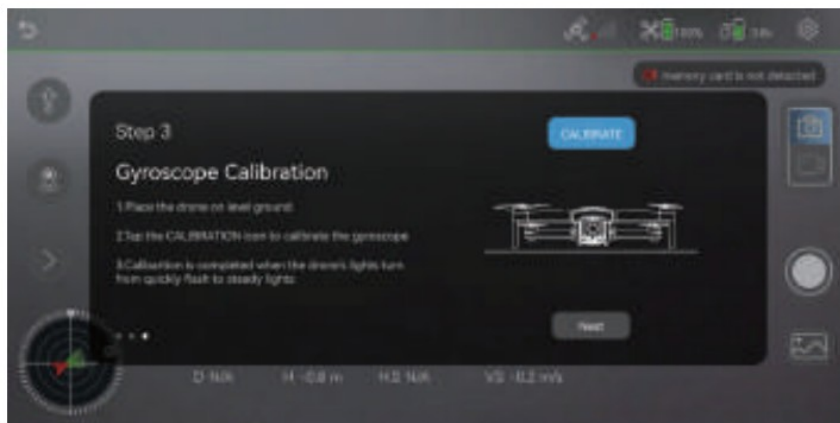 100%
memory card is not detected
Step 3
CALIBRATE
Gyroscope Calibration
1.Place the drone on level ground
2.Tap the CALIBRATION icon to calibrate the gyroscope
3.Calibartion is completed when the drone's lights turn
from quickly flash to steady lights
Next
D: N/A H: -0.8 m H.S: N/A V.S: -0.2 m/s